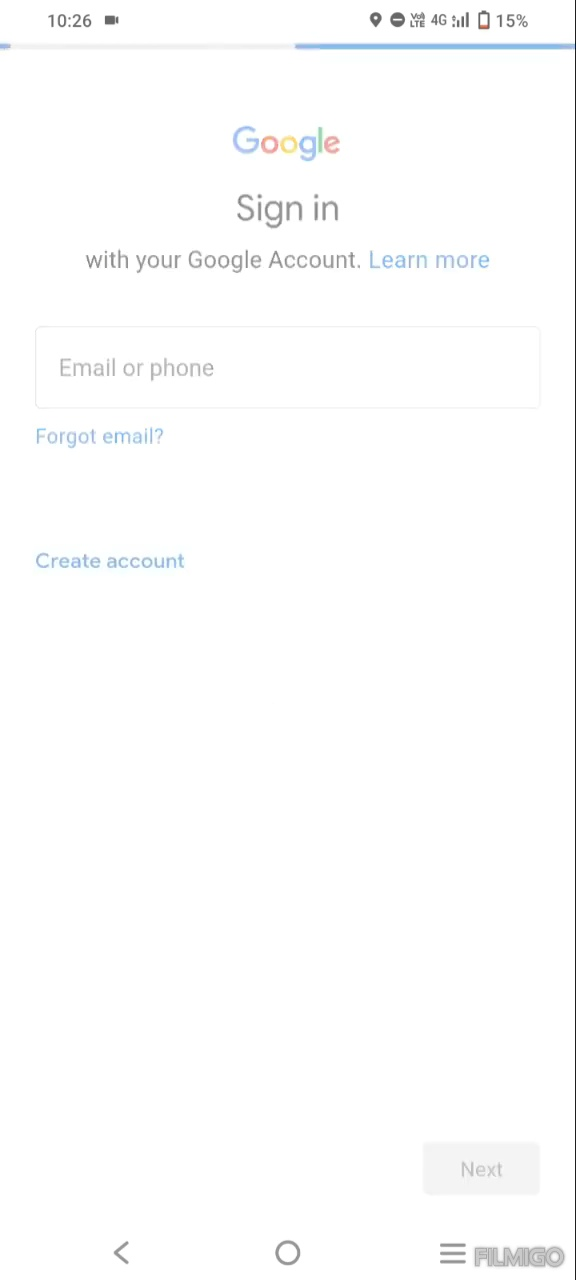 10:26 4G 15%
Google
Sign in
with your Google Account. Learn more
Email or phone
Forgot email?
Create account
Next
FILMIGO